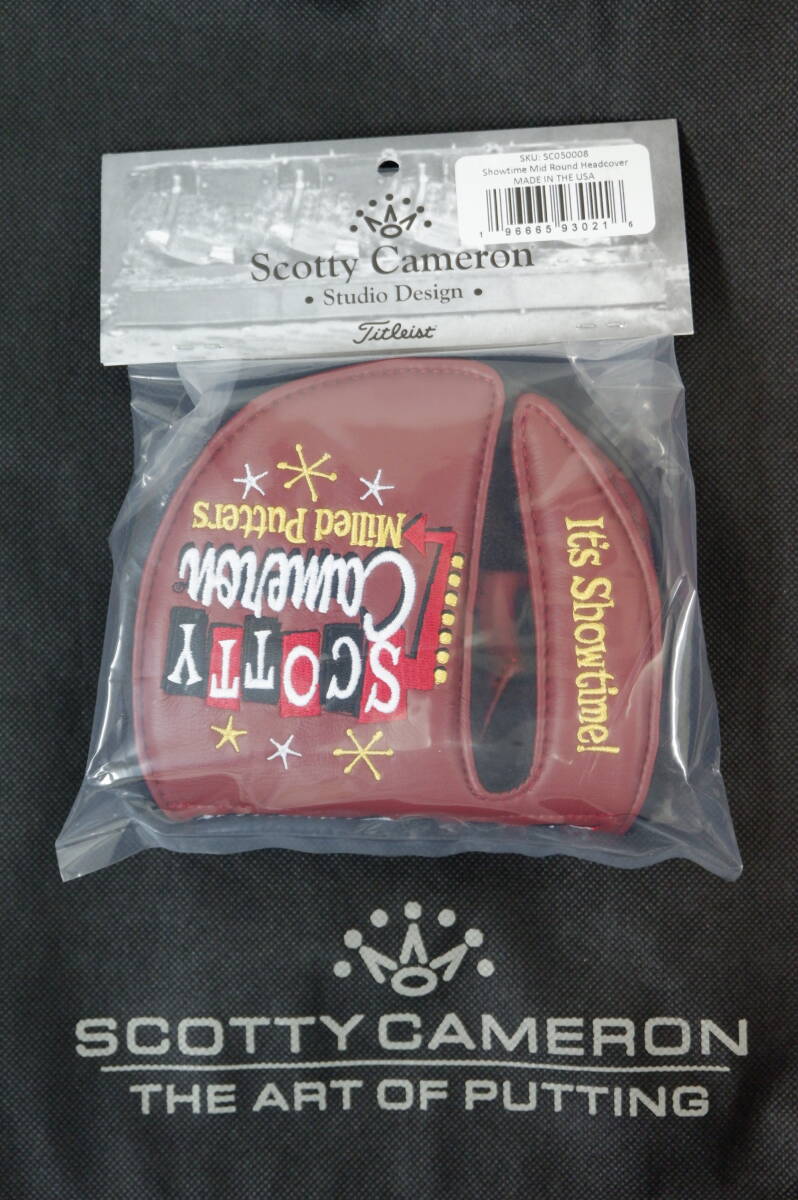 SKU: SC050008
Showtime Mid Round Headcover
MADE IN THE USA
1 96665 93021 6
Scotty Cameron
• Studio Design •
Titleist
SCOTTY
Cameron®
Milled Putters
It's Showtime!
SCOTTY CAMERON
THE ART OF PUTTING